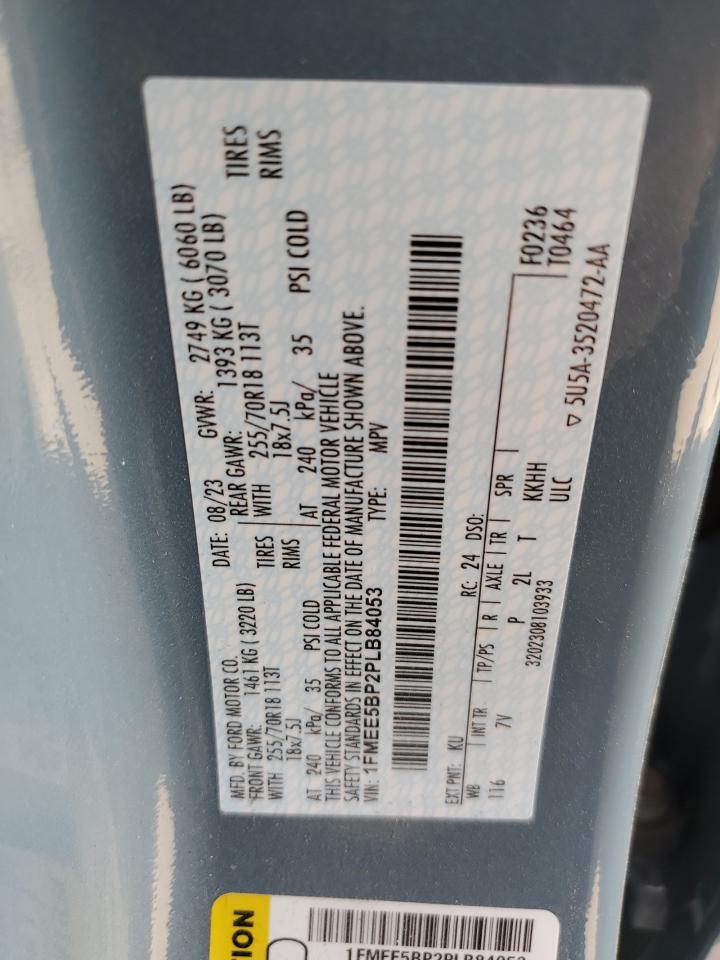 MFD. BY FORD MOTOR CO.
DATE: 08/23 GVWR: 2749 KG ( 6060 LB)
FRONT GAWR: 1461 KG ( 3220 LB) REAR GAWR: 1393 KG ( 3070 LB)
WITH 255/70R18 113T TIRES WITH 255/70R18 113T TIRES
18x7.5J RIMS 18x7.5J RIMS
AT 240 kPa/ 35 PSI COLD AT 240 kPa/ 35 PSI COLD
THIS VEHICLE CONFORMS TO ALL APPLICABLE FEDERAL MOTOR VEHICLE
SAFETY STANDARDS IN EFFECT ON THE DATE OF MANUFACTURE SHOWN ABOVE.
VIN: 1FMEE5BP2PLB84053 TYPE: MPV
EXT PNT: KU RC: 24 DSO:
WB INT TR TP/PS R AXLE TR SPR F0236
116 7V P 2L T KKHH T0464
3202308103933 ULC
▽ 5U5A-3520472-AA
TION
1FMEE5BP2PLB84053